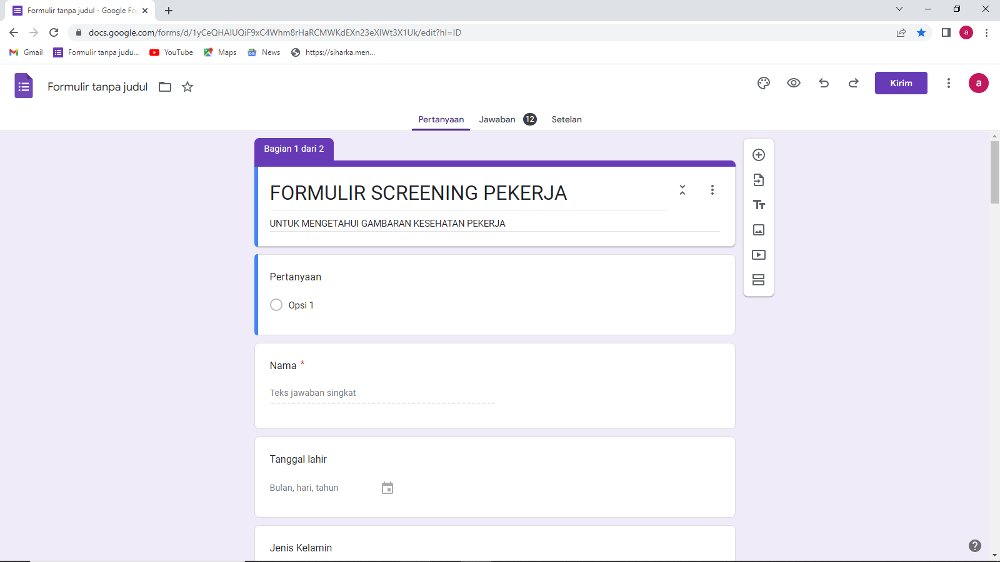 Formulir tanpa judul - Google Fo
docs.google.com/forms/d/1yCeQHAIUQiF9xC4Whm8rHaRCMWKdEXn23eXIWt3X1Uk/edit?hl=ID
a
Gmail
Formulir tanpa judu...
YouTube
Maps
News
https://siharka.men...
Formulir tanpa judul
Kirim
a
Pertanyaan
Jawaban 12
Setelan
Bagian 1 dari 2
FORMULIR SCREENING PEKERJA
UNTUK MENGETAHUI GAMBARAN KESEHATAN PEKERJA
Pertanyaan
Opsi 1
Nama *
Teks jawaban singkat
Tanggal lahir
Bulan, hari, tahun
Jenis Kelamin